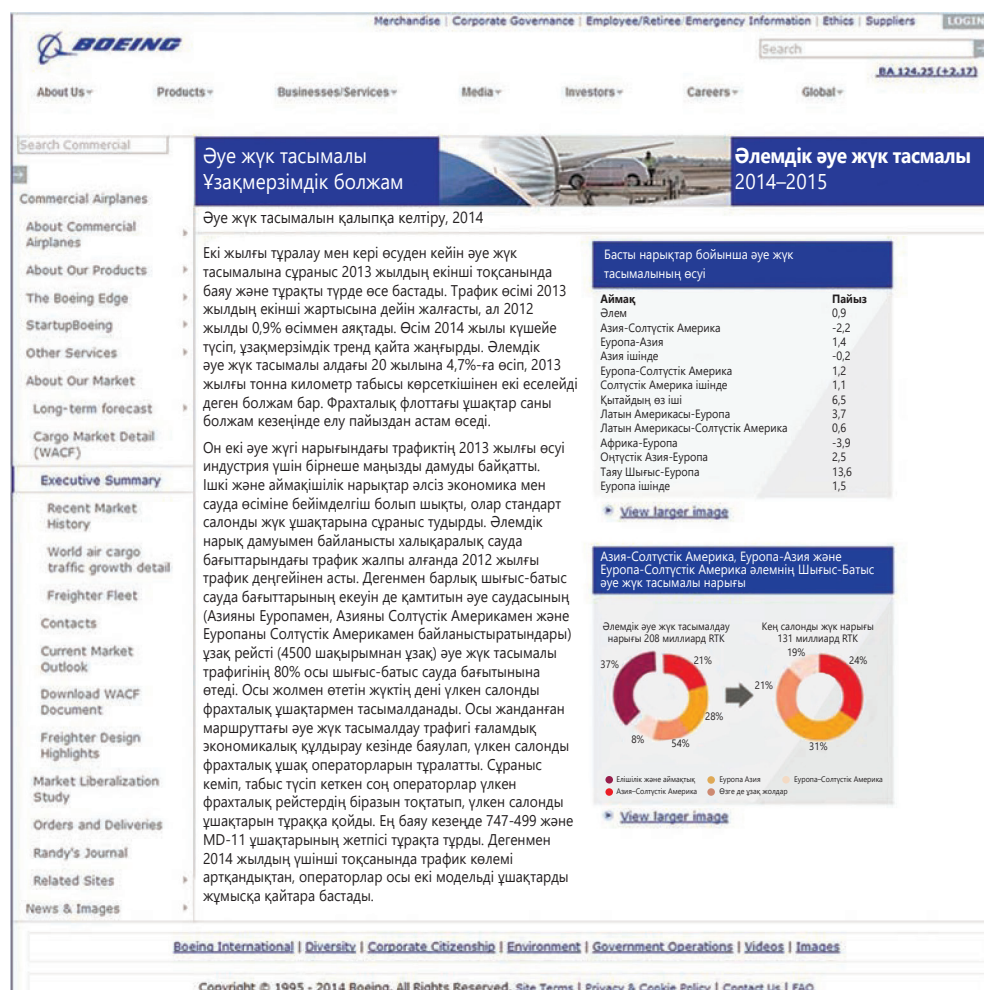 Merchandise | Corporate Governance | Employee/Retiree Emergency Information | Ethics | Suppliers LOGIN
BOEING
Search
BA 124.25 (+2.17)
About Us Products Businesses/Services Media Investors Careers Global
Search Commercial
Commercial Airplanes
About Commercial
Airplanes
About Our Products
The Boeing Edge
StartupBoeing
Other Services
About Our Market
Long-term forecast
Cargo Market Detail
(WACF)
Executive Summary
Recent Market
History
World air cargo
traffic growth detail
Freighter Fleet
Contacts
Current Market
Outlook
Download WACF
Document
Freighter Design
Highlights
Market Liberalization
Study
Orders and Deliveries
Randy's Journal
Related Sites
News & Images
Әуе жүк тасымалы
Ұзақмерзімдік болжам
Әлемдік әуе жүк тасмалы
2014–2015
Әуе жүк тасымалын қалыпқа келтіру, 2014
Екі жылғы тұралау мен кері өсуден кейін әуе жүк
тасымалына сұраныс 2013 жылдың екінші тоқсанында
баяу және тұрақты түрде өсе бастады. Трафик өсімі 2013
жылдың екінші жартысына дейін жалғасты, ал 2012
жылды 0,9% өсіммен аяқтады. Өсім 2014 жылы күшейе
түсіп, ұзақмерзімдік тренд қайта жаңғырды. Әлемдік
әуе жүк тасымалы алдағы 20 жылына 4,7%-ға өсіп, 2013
жылғы тонна километр табысы көрсеткішінен екі еселейді
деген болжам бар. Фрахталық флоттағы ұшақтар саны
болжам кезеңінде елу пайыздан астам өседі.
Он екі әуе жүгі нарығындағы трафиктің 2013 жылғы өсуі
индустрия үшін бірнеше маңызды дамуды байқатты.
Ішкі және аймақішілік нарықтар әлсіз экономика мен
сауда өсіміне бейімделгіш болып шықты, олар стандарт
салонды жүк ұшақтарына сұраныс тудырды. Әлемдік
нарық дамуымен байланысты халықаралық сауда
бағыттарындағы трафик жалпы алғанда 2012 жылғы
трафик деңгейінен асты. Дегенмен барлық шығыс-батыс
сауда бағыттарының екеуін де қамтитын әуе саудасының
(Азияны Еуропамен, Азияны Солтүстік Америкамен және
Еуропаны Солтүстік Америкамен байланыстыратындары)
ұзақ рейсті (4500 шақырымнан ұзақ) әуе жүк тасымалы
трафигінің 80% осы шығыс-батыс сауда бағытынына
өтеді. Осы жолмен өтетін жүктің дені үлкен салонды
фрахталық ұшақтармен тасымалданады. Осы жанданған
маршруттағы әуе жүк тасымалдау трафигі ғаламдық
экономикалық құлдырау кезінде баяулап, үлкен салонды
фрахталық ұшақ операторларын тұралатты. Сұраныс
кеміп, табыс түсіп кеткен соң операторлар үлкен
фрахталық рейстердің біразын тоқтатып, үлкен салонды
ұшақтарын тұраққа қойды. Ең баяу кезеңде 747-499 және
MD-11 ұшақтарының жетпісі тұрақта тұрды. Дегенмен
2014 жылдың үшінші тоқсанында трафик көлемі
артқандықтан, операторлар осы екі модельді ұшақтарды
жұмысқа қайтара бастады.
Басты нарықтар бойынша әуе жүк
тасымалының өсуі
Аймақ Пайыз
Әлем 0,9
Азия-Солтүстік Америка -2,2
Еуропа-Азия 1,4
Азия ішінде -0,2
Еуропа-Солтүстік Америка 1,2
Солтүстік Америка ішінде 1,1
Қытайдың өз іші 6,5
Латын Америкасы-Еуропа 3,7
Латын Америкасы-Солтүстік Америка 0,6
Африка-Еуропа -3,9
Оңтүстік Азия-Еуропа 2,5
Таяу Шығыс-Еуропа 13,6
Еуропа ішінде 1,5
View larger image
Азия-Солтүстік Америка, Еуропа-Азия және
Еуропа-Солтүстік Америка әлемнің Шығыс-Батыс
әуе жүк тасымалы нарығы
Әлемдік әуе жүк тасымалдау
нарығы 208 миллиард RTK
37%
21%
28%
54%
8%
Кең салонды жүк нарығы
131 миллиард RTK
19%
24%
21%
31%
Елішілік және аймақтық Еуропа Азия Еуропа-Солтүстік Америка
Азия-Солтүстік Америка Өзге де ұзақ жолдар
View larger image
Boeing International | Diversity | Corporate Citizenship | Environment | Government Operations | Videos | Images
Copyright © 1995 - 2014 Boeing. All Rights Reserved. Site Terms | Privacy & Cookie Policy | Contact Us | FAQ